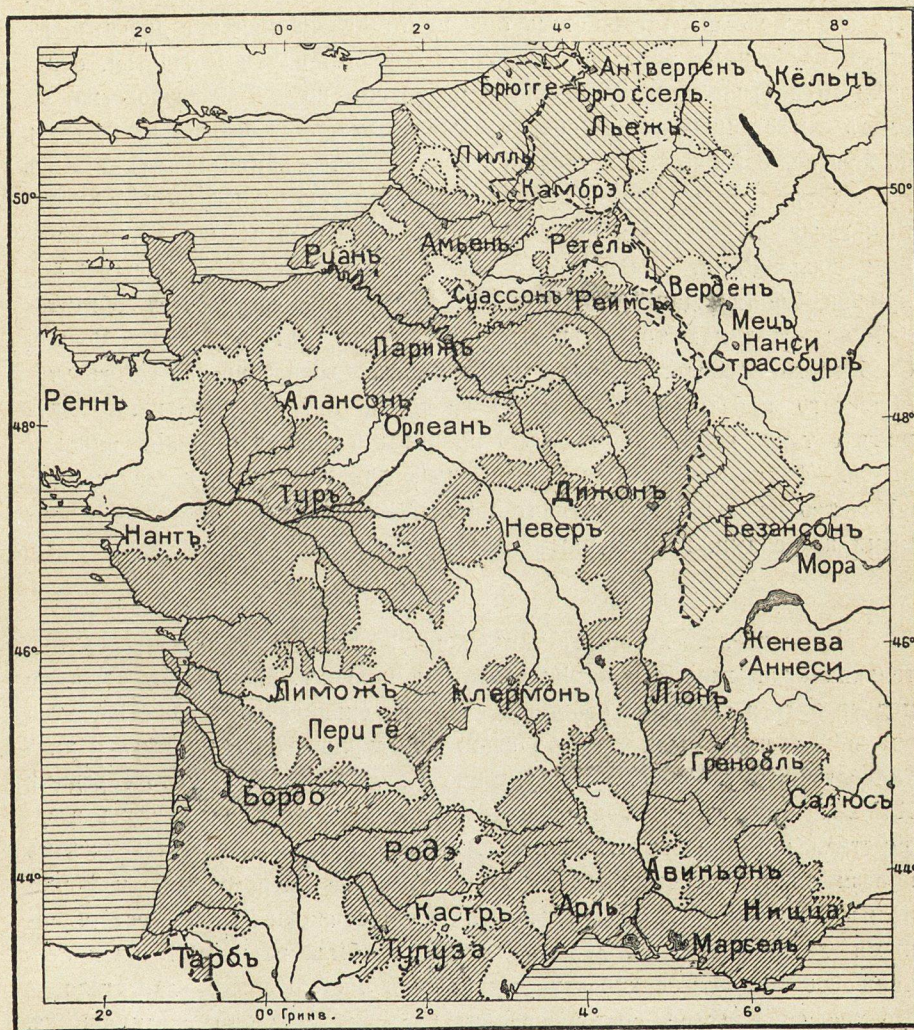 2° 0° 2° 4° 6° 8°
Антверпенъ
Кёльнъ
Брюгге
Брюссель
Льежъ
Лилль
50° 50°
Камбрэ
Руанъ
Амьенъ
Ретель
Суассонъ
Реймсъ
Верденъ
Мецъ
Нанси
Страссбургъ
Парижъ
Реннъ
Алансонъ
48° 48°
Орлеанъ
Туръ
Дижонъ
Нантъ
Неверъ
Безансонъ
Мора
46° 46°
Женева
Аннеси
Лиможъ
Клермонъ
Ліонъ
Периге
Гренобль
Бордо
Салюсъ
Родэ
44° 44°
Авиньонъ
Кастръ
Арль
Ницца
Тарбъ
Тулуза
Марсель
2° 0° Гринв. 2° 4° 6°